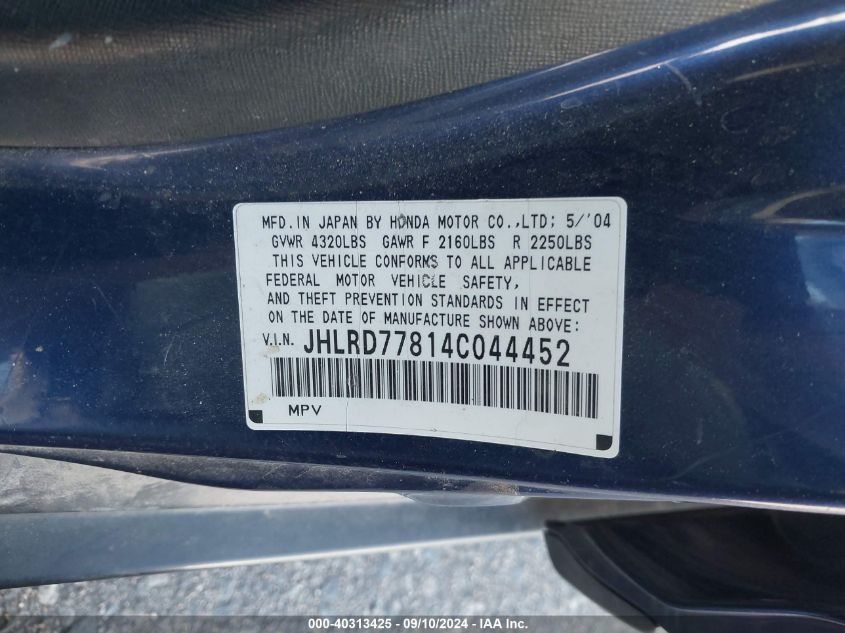 MFD. IN JAPAN BY HONDA MOTOR CO.,LTD; 5/'04
GVWR 4320LBS GAWR F 2160LBS R 2250LBS
THIS VEHICLE CONFORMS TO ALL APPLICABLE
FEDERAL MOTOR VEHICLE SAFETY,
AND THEFT PREVENTION STANDARDS IN EFFECT
ON THE DATE OF MANUFACTURE SHOWN ABOVE:
V.I.N. JHLRD77814C044452
MPV
000-40313425 - 09/10/2024 - IAAI.COM